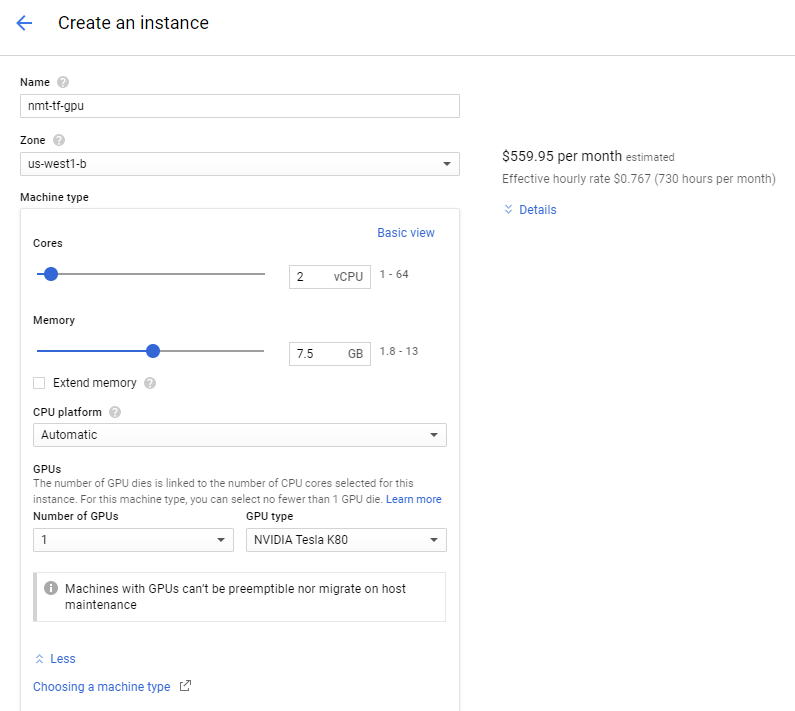 Create an instance
Name
nmt-tf-gpu
Zone
us-west1-b
$559.95 per month estimated
Effective hourly rate $0.767 (730 hours per month)
Details
Machine type
Basic view
Cores
2 vCPU 1 - 64
Memory
7.5 GB 1.8 - 13
Extend memory
CPU platform
Automatic
GPUs
The number of GPU dies is linked to the number of CPU cores selected for this
instance. For this machine type, you can select no fewer than 1 GPU die. Learn more
Number of GPUs GPU type
1 NVIDIA Tesla K80
Machines with GPUs can't be preemptible nor migrate on host
maintenance
Less
Choosing a machine type